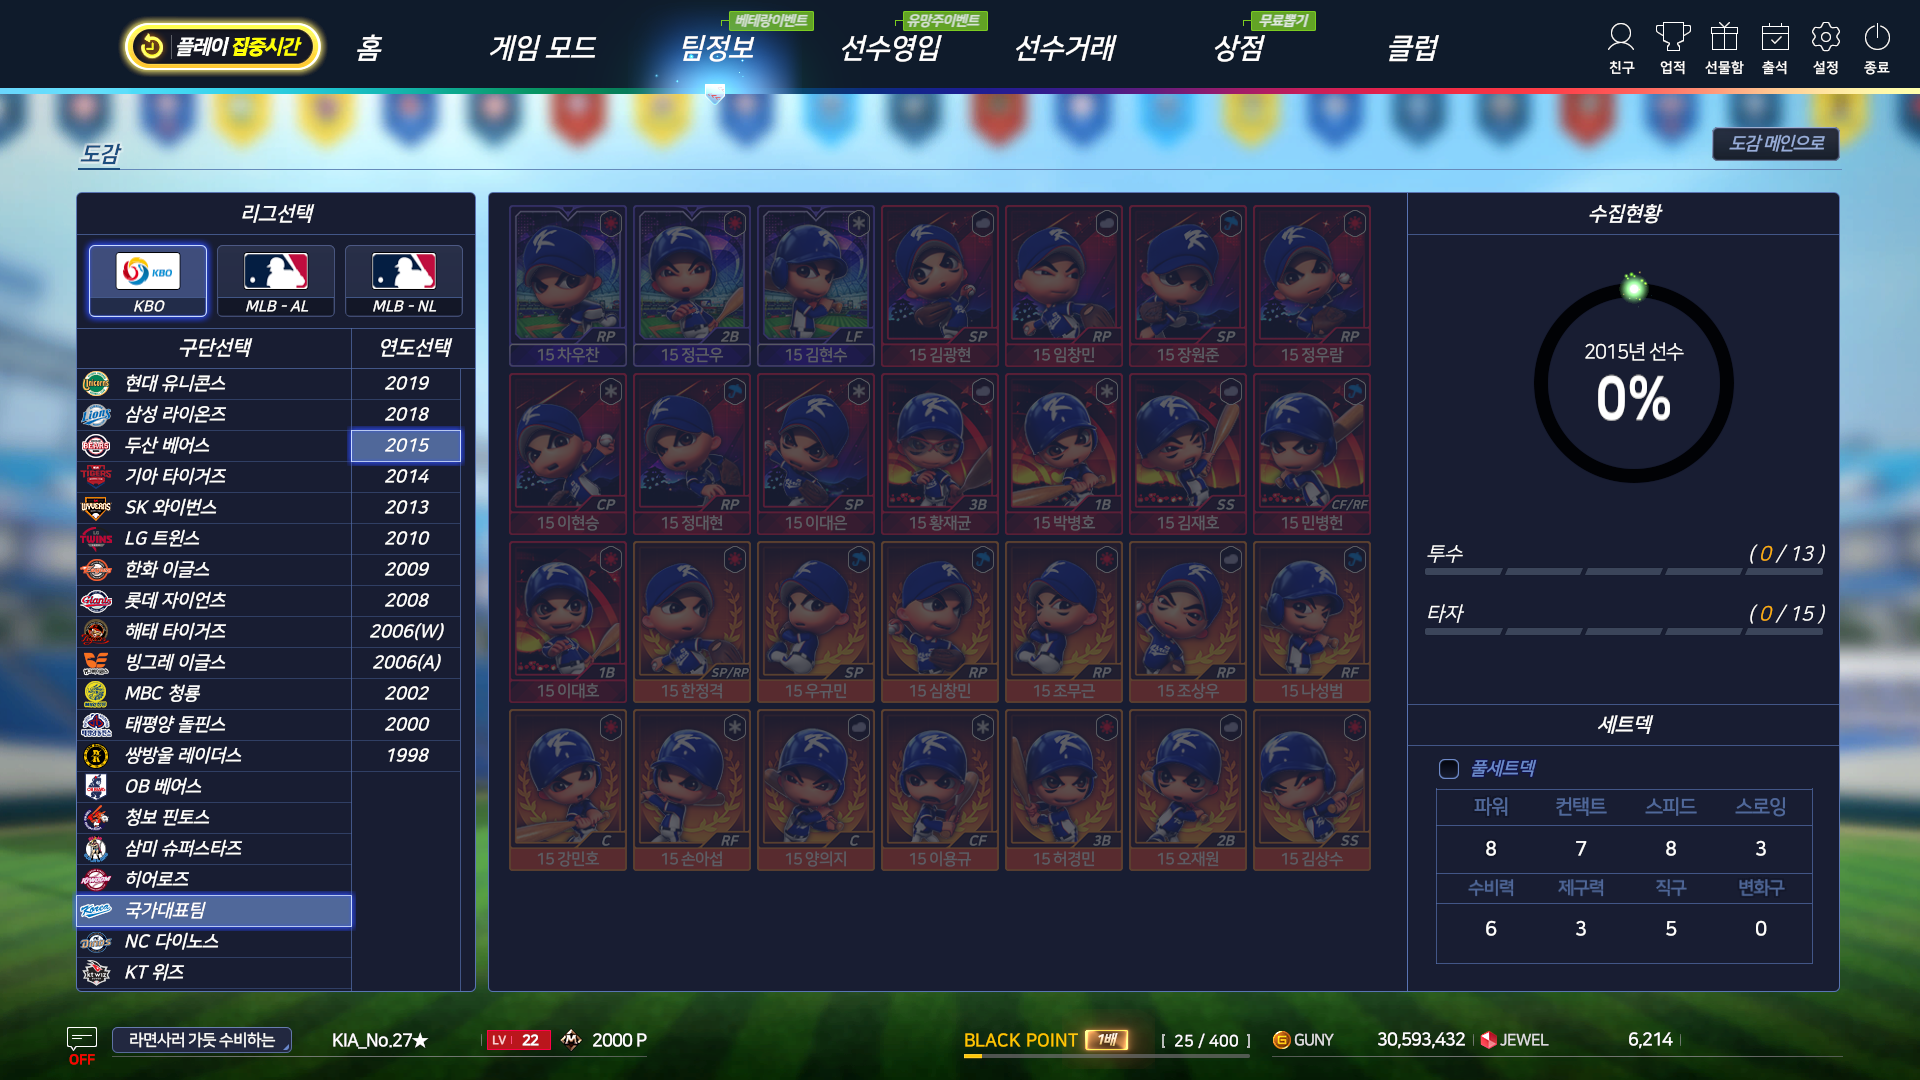 플레이 집중시간
홈
게임 모드
베테랑이벤트
팀정보
유망주이벤트
선수영입
선수거래
무료뽑기
상점
클럽
친구
업적
선물함
출석
설정
종료
도감
도감 메인으로
리그선택
KBO
KBO
MLB - AL
MLB - NL
구단선택
연도선택
현대 유니콘스
삼성 라이온즈
두산 베어스
기아 타이거즈
SK 와이번스
LG 트윈스
한화 이글스
롯데 자이언츠
해태 타이거즈
빙그레 이글스
MBC 청룡
태평양 돌핀스
쌍방울 레이더스
OB 베어스
청보 핀토스
삼미 슈퍼스타즈
히어로즈
국가대표팀
NC 다이노스
KT 위즈
2019
2018
2015
2014
2013
2010
2009
2008
2006(W)
2006(A)
2002
2000
1998
RP
15 차우찬
2B
15 정근우
LF
15 김현수
SP
15 김광현
RP
15 임창민
SP
15 장원준
RP
15 정우람
CP
15 이현승
RP
15 정대현
SP
15 이대은
3B
15 황재균
1B
15 박병호
SS
15 김재호
CF/RF
15 민병헌
1B
15 이대호
SP/RP
15 한정격
SP
15 우규민
RP
15 심창민
RP
15 조무근
RP
15 조상우
RF
15 나성범
C
15 강민호
RF
15 손아섭
C
15 양의지
CF
15 이용규
3B
15 허경민
2B
15 오재원
SS
15 김상수
수집현황
2015년 선수
0%
투수
( 0 / 13 )
타자
( 0 / 15 )
세트덱
풀세트덱
파워 컨택트 스피드 스로잉
8 7 8 3
수비력 제구력 직구 변화구
6 3 5 0
OFF
라면사러 가듯 수비하는
KIA_No.27★
LV 22
2000 P
BLACK POINT
1배
[ 25 / 400 ]
GUNY
30,593,432
JEWEL
6,214